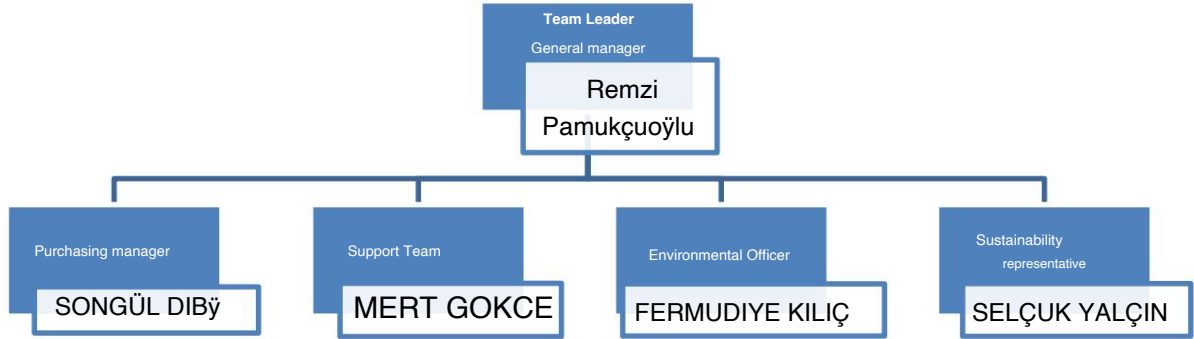 Team Leader
General manager
Remzi
Pamukçuoÿlu
Purchasing manager
SONGÜL DIBÿ
Support Team
MERT GOKCE
Environmental Officer
FERMUDIYE KILIÇ
Sustainability
representative
SELÇUK YALÇIN